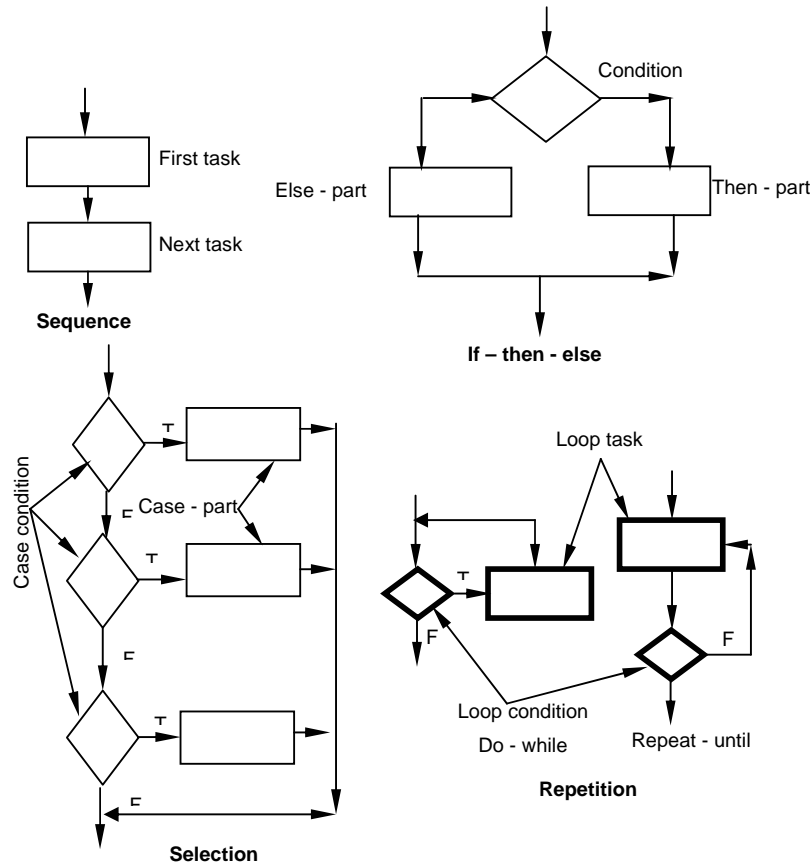 Condition
First task
Else - part
Then - part
Next task
Sequence
If – then - else
T
Case - part
Case condition
F
T
F
T
F
Selection
Loop task
T
F
F
Loop condition
Do - while
Repeat - until
Repetition